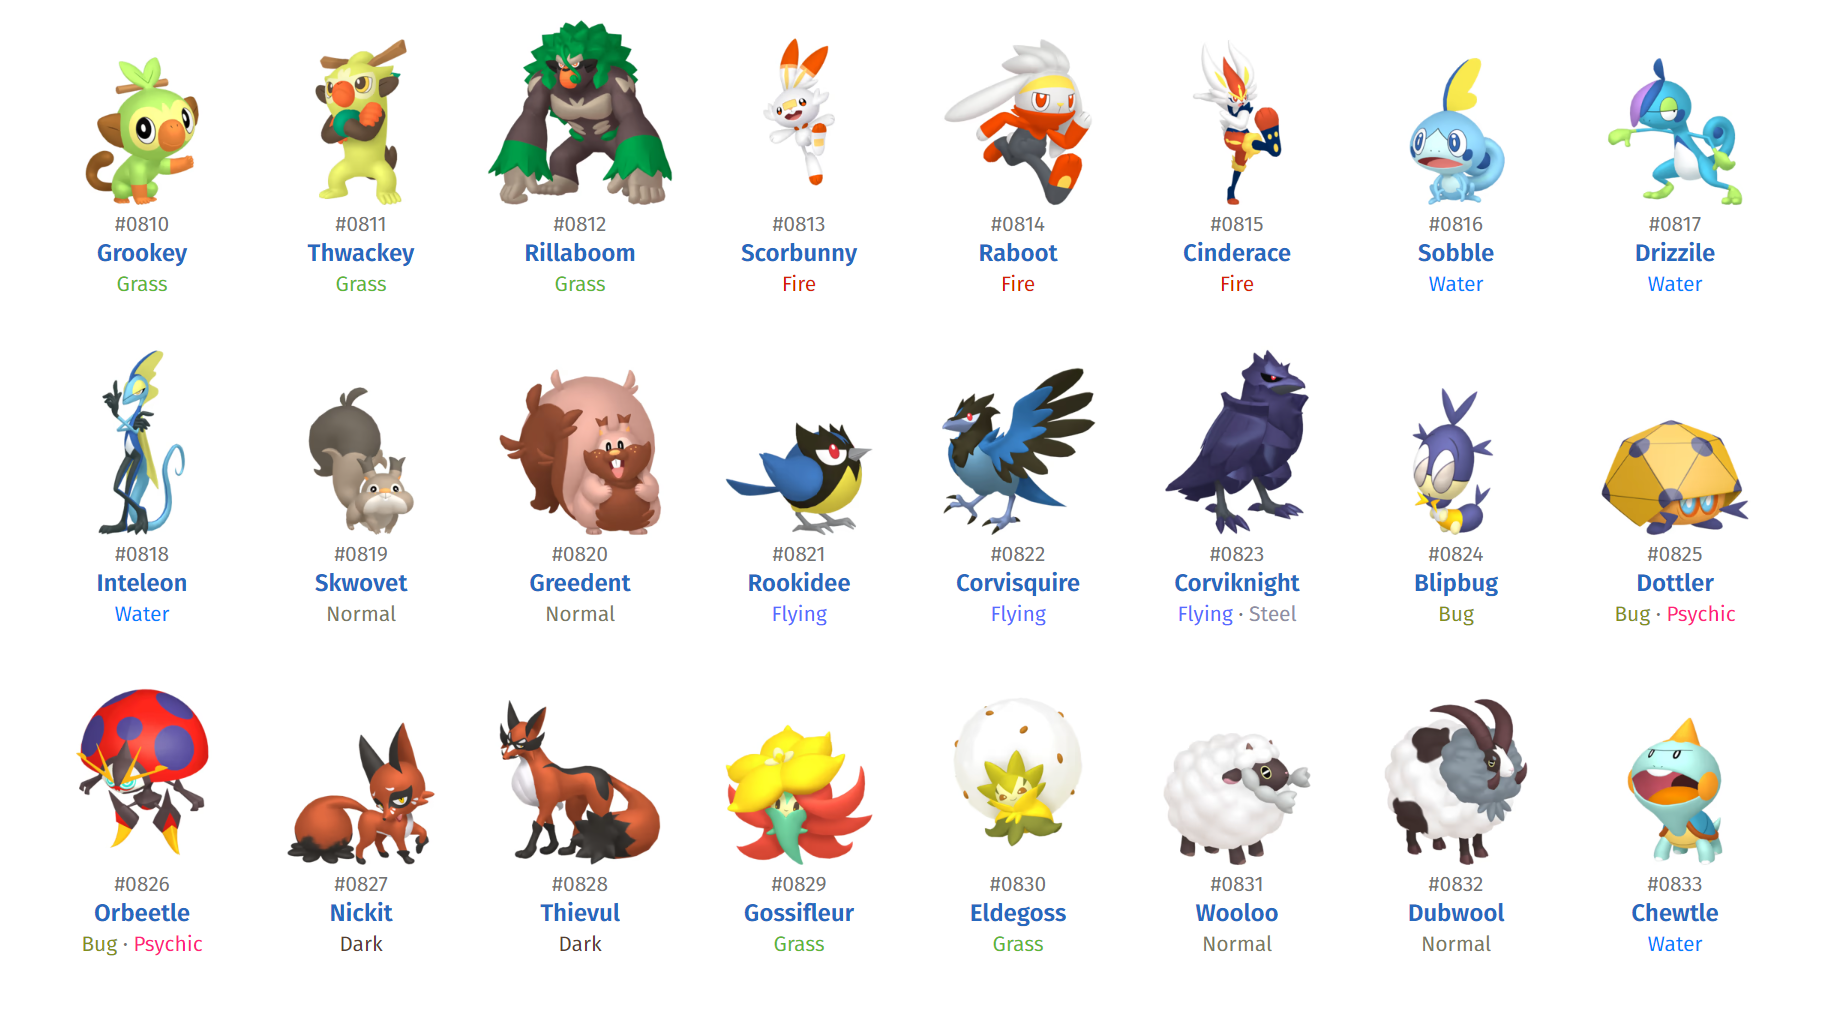 #0810
Grookey
Grass
#0811
Thwackey
Grass
#0812
Rillaboom
Grass
#0813
Scorbunny
Fire
#0814
Raboot
Fire
#0815
Cinderace
Fire
#0816
Sobble
Water
#0817
Drizzile
Water
#0818
Inteleon
Water
#0819
Skwovet
Normal
#0820
Greedent
Normal
#0821
Rookidee
Flying
#0822
Corvisquire
Flying
#0823
Corviknight
Flying · Steel
#0824
Blipbug
Bug
#0825
Dottler
Bug · Psychic
#0826
Orbeetle
Bug · Psychic
#0827
Nickit
Dark
#0828
Thievul
Dark
#0829
Gossifleur
Grass
#0830
Eldegoss
Grass
#0831
Wooloo
Normal
#0832
Dubwool
Normal
#0833
Chewtle
Water